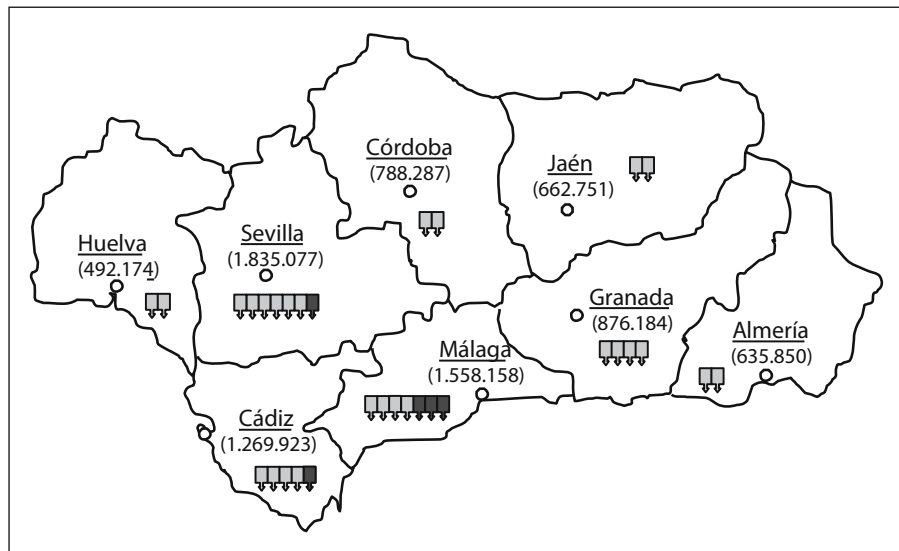 Córdoba
(788.287)
Jaén
(662.751)
Huelva
(492.174)
Sevilla
(1.835.077)
Granada
(876.184)
Almería
(635.850)
Málaga
(1.558.158)
Cádiz
(1.269.923)